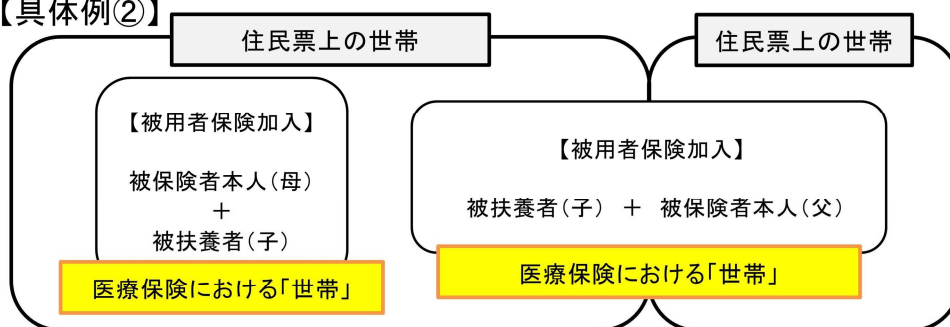 【具体例②】
住民票上の世帯
住民票上の世帯
【被用者保険加入】
被保険者本人(母)
+
被扶養者(子)
医療保険における「世帯」
【被用者保険加入】
被扶養者(子) + 被保険者本人(父)
医療保険における「世帯」